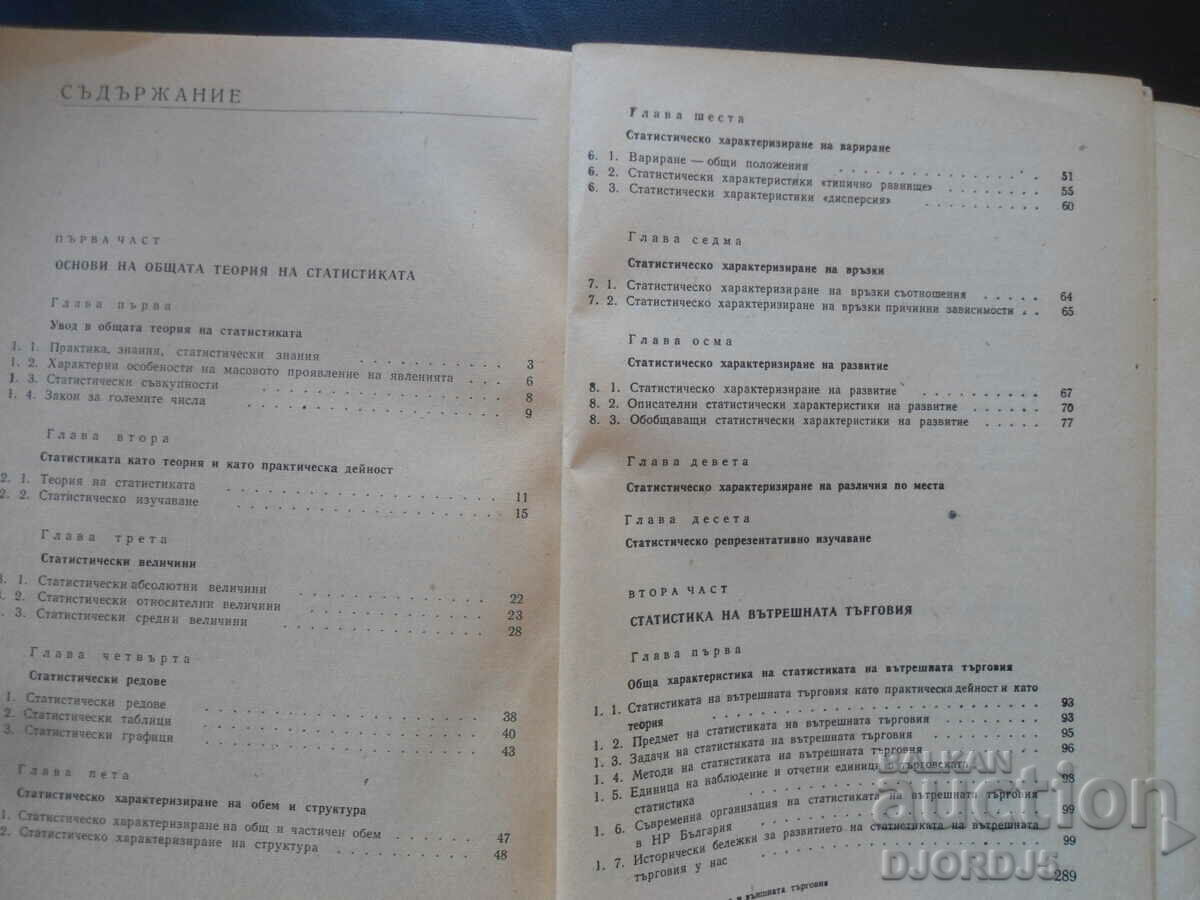 СЪДЪРЖАНИЕ
ПЪРВА ЧАСТ
ОСНОВИ НА ОБЩАТА ТЕОРИЯ НА СТАТИСТИКАТА
Глава първа
Увод в общата теория на статистиката
1. 1. Практика, знания, статистически знания . . . . . . . . 3
1. 2. Характерни особености на масовото проявление на явленията . . . 6
1. 3. Статистически съвкупности . . . . . . . . . . . . 8
1. 4. Закон за големите числа . . . . . . . . . . . . 9
Глава втора
Статистиката като теория и като практическа дейност
2. 1. Теория на статистиката . . . . . . . . . . . . 11
2. 2. Статистическо изучаване . . . . . . . . . . . . 15
Глава трета
Статистически величини
3. 1. Статистически абсолютни величини . . . . . . . . . . 22
. 2. Статистически относителни величини . . . . . . . . . 23
. 3. Статистически средни величини . . . . . . . . . . 28
Глава четвърта
Статистически редове
1. Статистически редове . . . . . . . . . . . . 38
2. Статистически таблици . . . . . . . . . . . . 40
3. Статистически графици . . . . . . . . . . . . 43
Глава пета
Статистическо характеризиране на обем и структура
1. Статистическо характеризиране на общ и частичен обем . . . . . 47
2. Статистическо характеризиране на структура . . . . . . . . 48
Глава шеста
Статистическо характеризиране на вариране
6. 1. Вариране — общи положения . . . . . . . . . . 51
6. 2. Статистически характеристики «типично равнище» . . . . . . . 55
6. 3. Статистически характеристики «дисперсия» . . . . . . . . 60
Глава седма
Статистическо характеризиране на връзки
7. 1. Статистическо характеризиране на връзки съотношения . . . . . 64
7. 2. Статистическо характеризиране на връзки причинни зависимости . . 65
Глава осма
Статистическо характеризиране на развитие
8. 1. Статистическо характеризиране на развитие . . . . . . . . 67
8. 2. Описателни статистически характеристики на развитие . . . . . . 70
8. 3. Обобщаващи статистически характеристики на развитие . . . . . 77
Глава девета
Статистическо характеризиране на различия по места
Глава десета
Статистическо репрезентативно изучаване
ВТОРА ЧАСТ
СТАТИСТИКА НА ВЪТРЕШНАТА ТЪРГОВИЯ
Глава първа
Обща характеристика на статистиката на вътрешната търговия
1. 1. Статистиката на вътрешната търговия като практическа дейност и като
теория . . . . . . . . . . . . . . 93
1. 2. Предмет на статистиката на вътрешната търговия . . . . . . . 93
1. 3. Задачи на статистиката на вътрешната търговия . . . . . . . 95
1. 4. Методи на статистиката на вътрешната търговия . . . . . . . 96
1. 5. Единица на наблюдение и отчетни единици в търговската
статистика . . . . . . . . . . . . . 98
1. 6. Съвременна организация на статистиката на вътрешната търговия
в НР България . . . . . . . . . . . . 99
1. 7. Исторически бележки за развитието на статистиката на вътрешната
търговия у нас . . . . . . . . . . . . 99
289
и външната търговия
BALKAN
auction
DJORDJ5